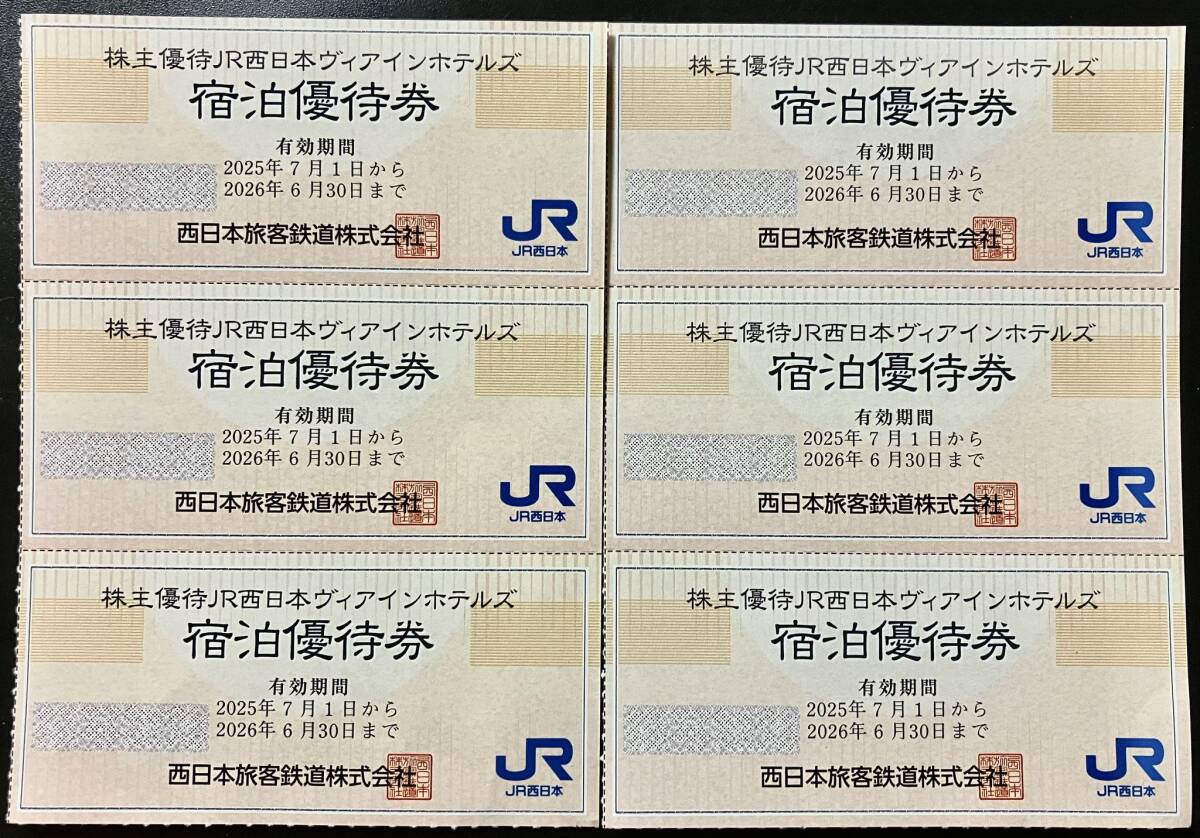 株主優待JR西日本ヴィアインホテルズ
宿泊優待券
有効期間
2025年7月1日から
2026年6月30日まで
西日本旅客鉄道株式会社
JR
JR西日本
株主優待JR西日本ヴィアインホテルズ
宿泊優待券
有効期間
2025年7月1日から
2026年6月30日まで
西日本旅客鉄道株式会社
JR
JR西日本
株主優待JR西日本ヴィアインホテルズ
宿泊優待券
有効期間
2025年7月1日から
2026年6月30日まで
西日本旅客鉄道株式会社
JR
JR西日本
株主優待JR西日本ヴィアインホテルズ
宿泊優待券
有効期間
2025年7月1日から
2026年6月30日まで
西日本旅客鉄道株式会社
JR
JR西日本
株主優待JR西日本ヴィアインホテルズ
宿泊優待券
有効期間
2025年7月1日から
2026年6月30日まで
西日本旅客鉄道株式会社
JR
JR西日本
株主優待JR西日本ヴィアインホテルズ
宿泊優待券
有効期間
2025年7月1日から
2026年6月30日まで
西日本旅客鉄道株式会社
JR
JR西日本